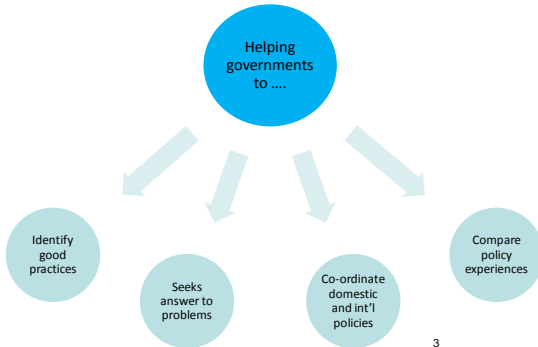 Helping
governments
to ....
Identify
good
practices
Seeks
answer to
problems
Co-ordinate
domestic
and int'l
policies
Compare
policy
experiences
3